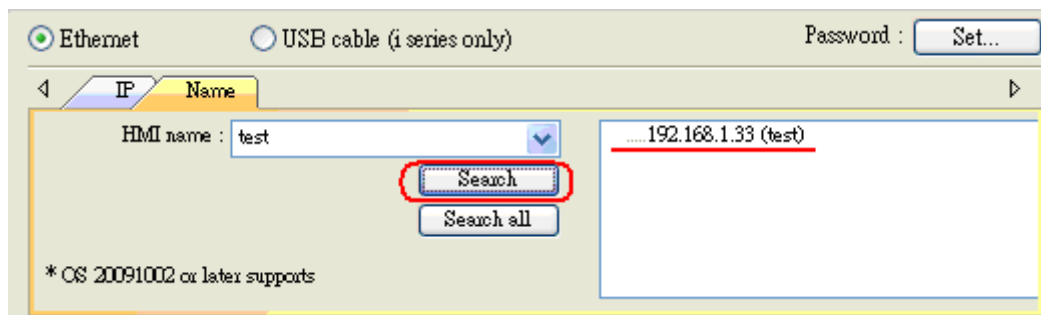 Ethernet USB cable (i series only) Password : Set...
IP Name
HMI name : test
.....192.168.1.33 (test)
Search
Search all
* OS 20091002 or later supports